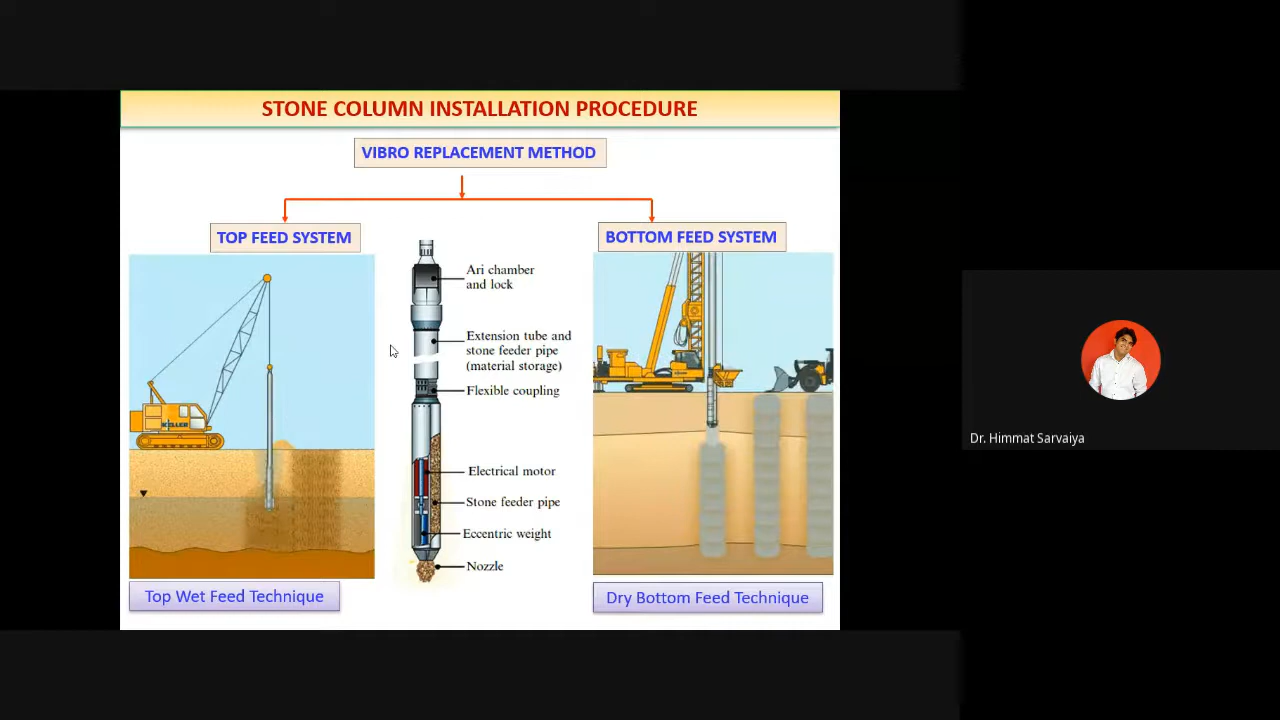 STONE COLUMN INSTALLATION PROCEDURE
VIBRO REPLACEMENT METHOD
TOP FEED SYSTEM
BOTTOM FEED SYSTEM
Ari chamber
and lock
Extension tube and
stone feeder pipe
(material storage)
Flexible coupling
Electrical motor
Stone feeder pipe
Eccentric weight
Nozzle
KELLER
Top Wet Feed Technique
Dry Bottom Feed Technique
Dr. Himmat Sarvaiya